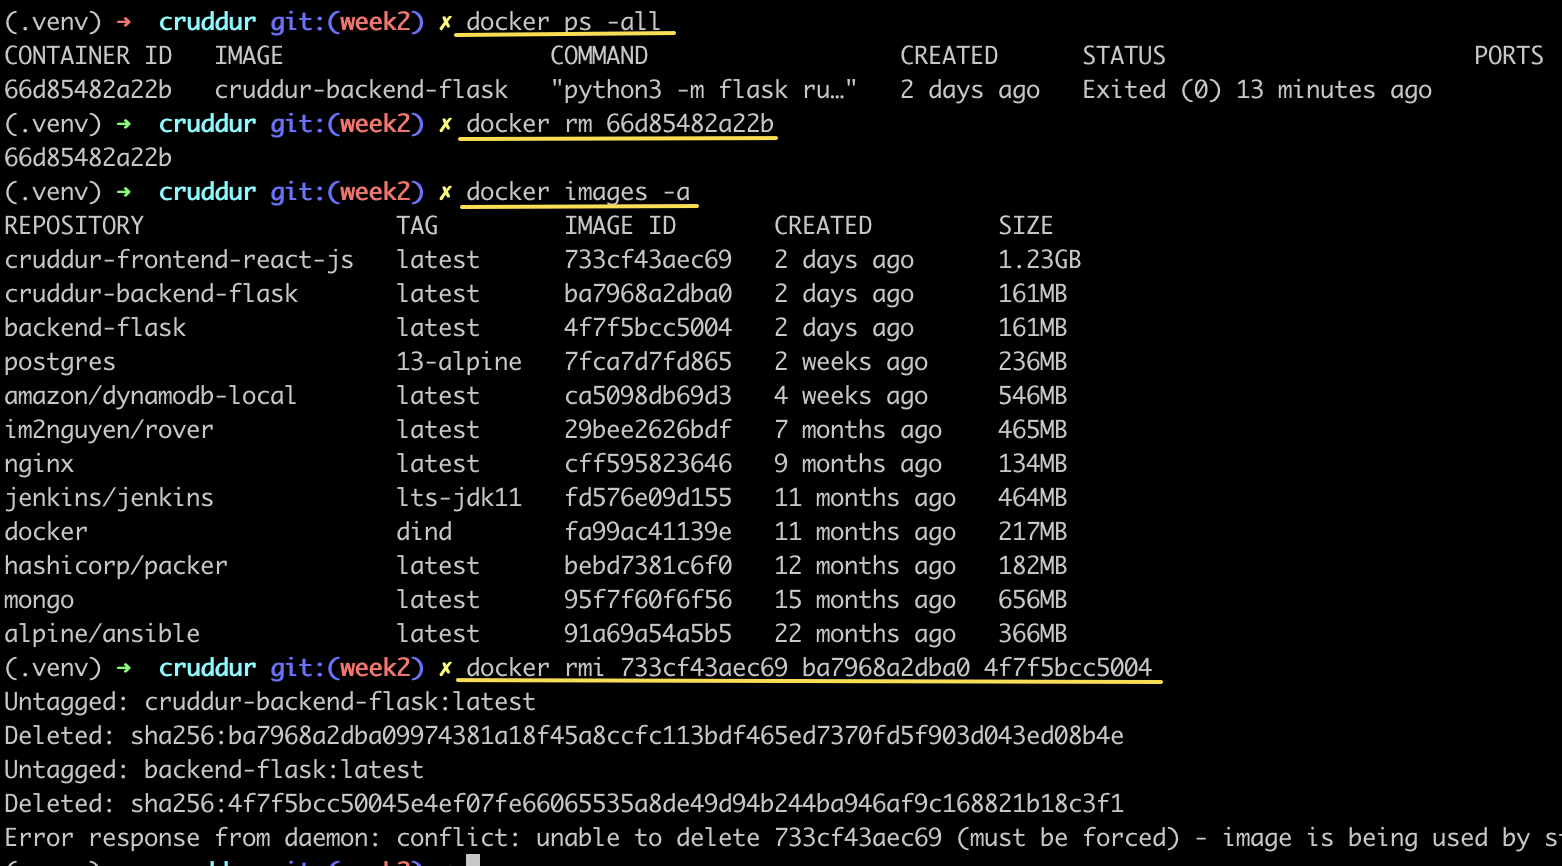 (.venv) ➜ cruddur git:(week2) ✗ docker ps -all
CONTAINER ID IMAGE COMMAND CREATED STATUS PORTS
66d85482a22b cruddur-backend-flask "python3 -m flask ru…" 2 days ago Exited (0) 13 minutes ago
(.venv) ➜ cruddur git:(week2) ✗ docker rm 66d85482a22b
66d85482a22b
(.venv) ➜ cruddur git:(week2) ✗ docker images -a
REPOSITORY TAG IMAGE ID CREATED SIZE
cruddur-frontend-react-js latest 733cf43aec69 2 days ago 1.23GB
cruddur-backend-flask latest ba7968a2dba0 2 days ago 161MB
backend-flask latest 4f7f5bcc5004 2 days ago 161MB
postgres 13-alpine 7fca7d7fd865 2 weeks ago 236MB
amazon/dynamodb-local latest ca5098db69d3 4 weeks ago 546MB
im2nguyen/rover latest 29bee2626bdf 7 months ago 465MB
nginx latest cff595823646 9 months ago 134MB
jenkins/jenkins lts-jdk11 fd576e09d155 11 months ago 464MB
docker dind fa99ac41139e 11 months ago 217MB
hashicorp/packer latest bebd7381c6f0 12 months ago 182MB
mongo latest 95f7f60f6f56 15 months ago 656MB
alpine/ansible latest 91a69a54a5b5 22 months ago 366MB
(.venv) ➜ cruddur git:(week2) ✗ docker rmi 733cf43aec69 ba7968a2dba0 4f7f5bcc5004
Untagged: cruddur-backend-flask:latest
Deleted: sha256:ba7968a2dba09974381a18f45a8ccfc113bdf465ed7370fd5f903d043ed08b4e
Untagged: backend-flask:latest
Deleted: sha256:4f7f5bcc50045e4ef07fe66065535a8de49d94b244ba946af9c168821b18c3f1
Error response from daemon: conflict: unable to delete 733cf43aec69 (must be forced) - image is being used by
(.venv) cruddur git:(week2)